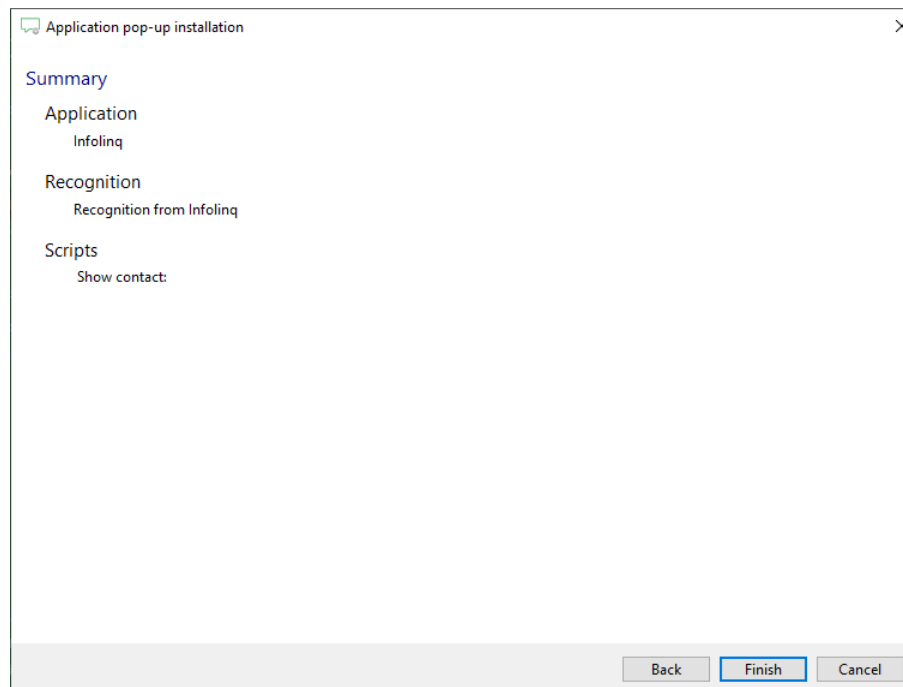 Application pop-up installation
Summary
Application
Infolinq
Recognition
Recognition from Infolinq
Scripts
Show contact:
Back
Finish
Cancel